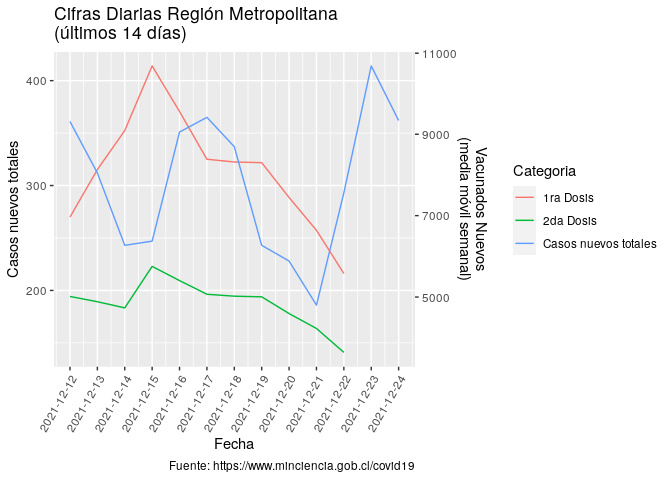 Cifras Diarias Región Metropolitana
(últimos 14 días)
Casos nuevos totales
400
300
200
11000
9000
7000
5000
Vacunados Nuevos
(media móvil semanal)
2021-12-12
2021-12-13
2021-12-14
2021-12-15
2021-12-16
2021-12-17
2021-12-18
2021-12-19
2021-12-20
2021-12-21
2021-12-22
2021-12-23
2021-12-24
Fecha
Categoria
1ra Dosis
2da Dosis
Casos nuevos totales
Fuente: https://www.minciencia.gob.cl/covid19